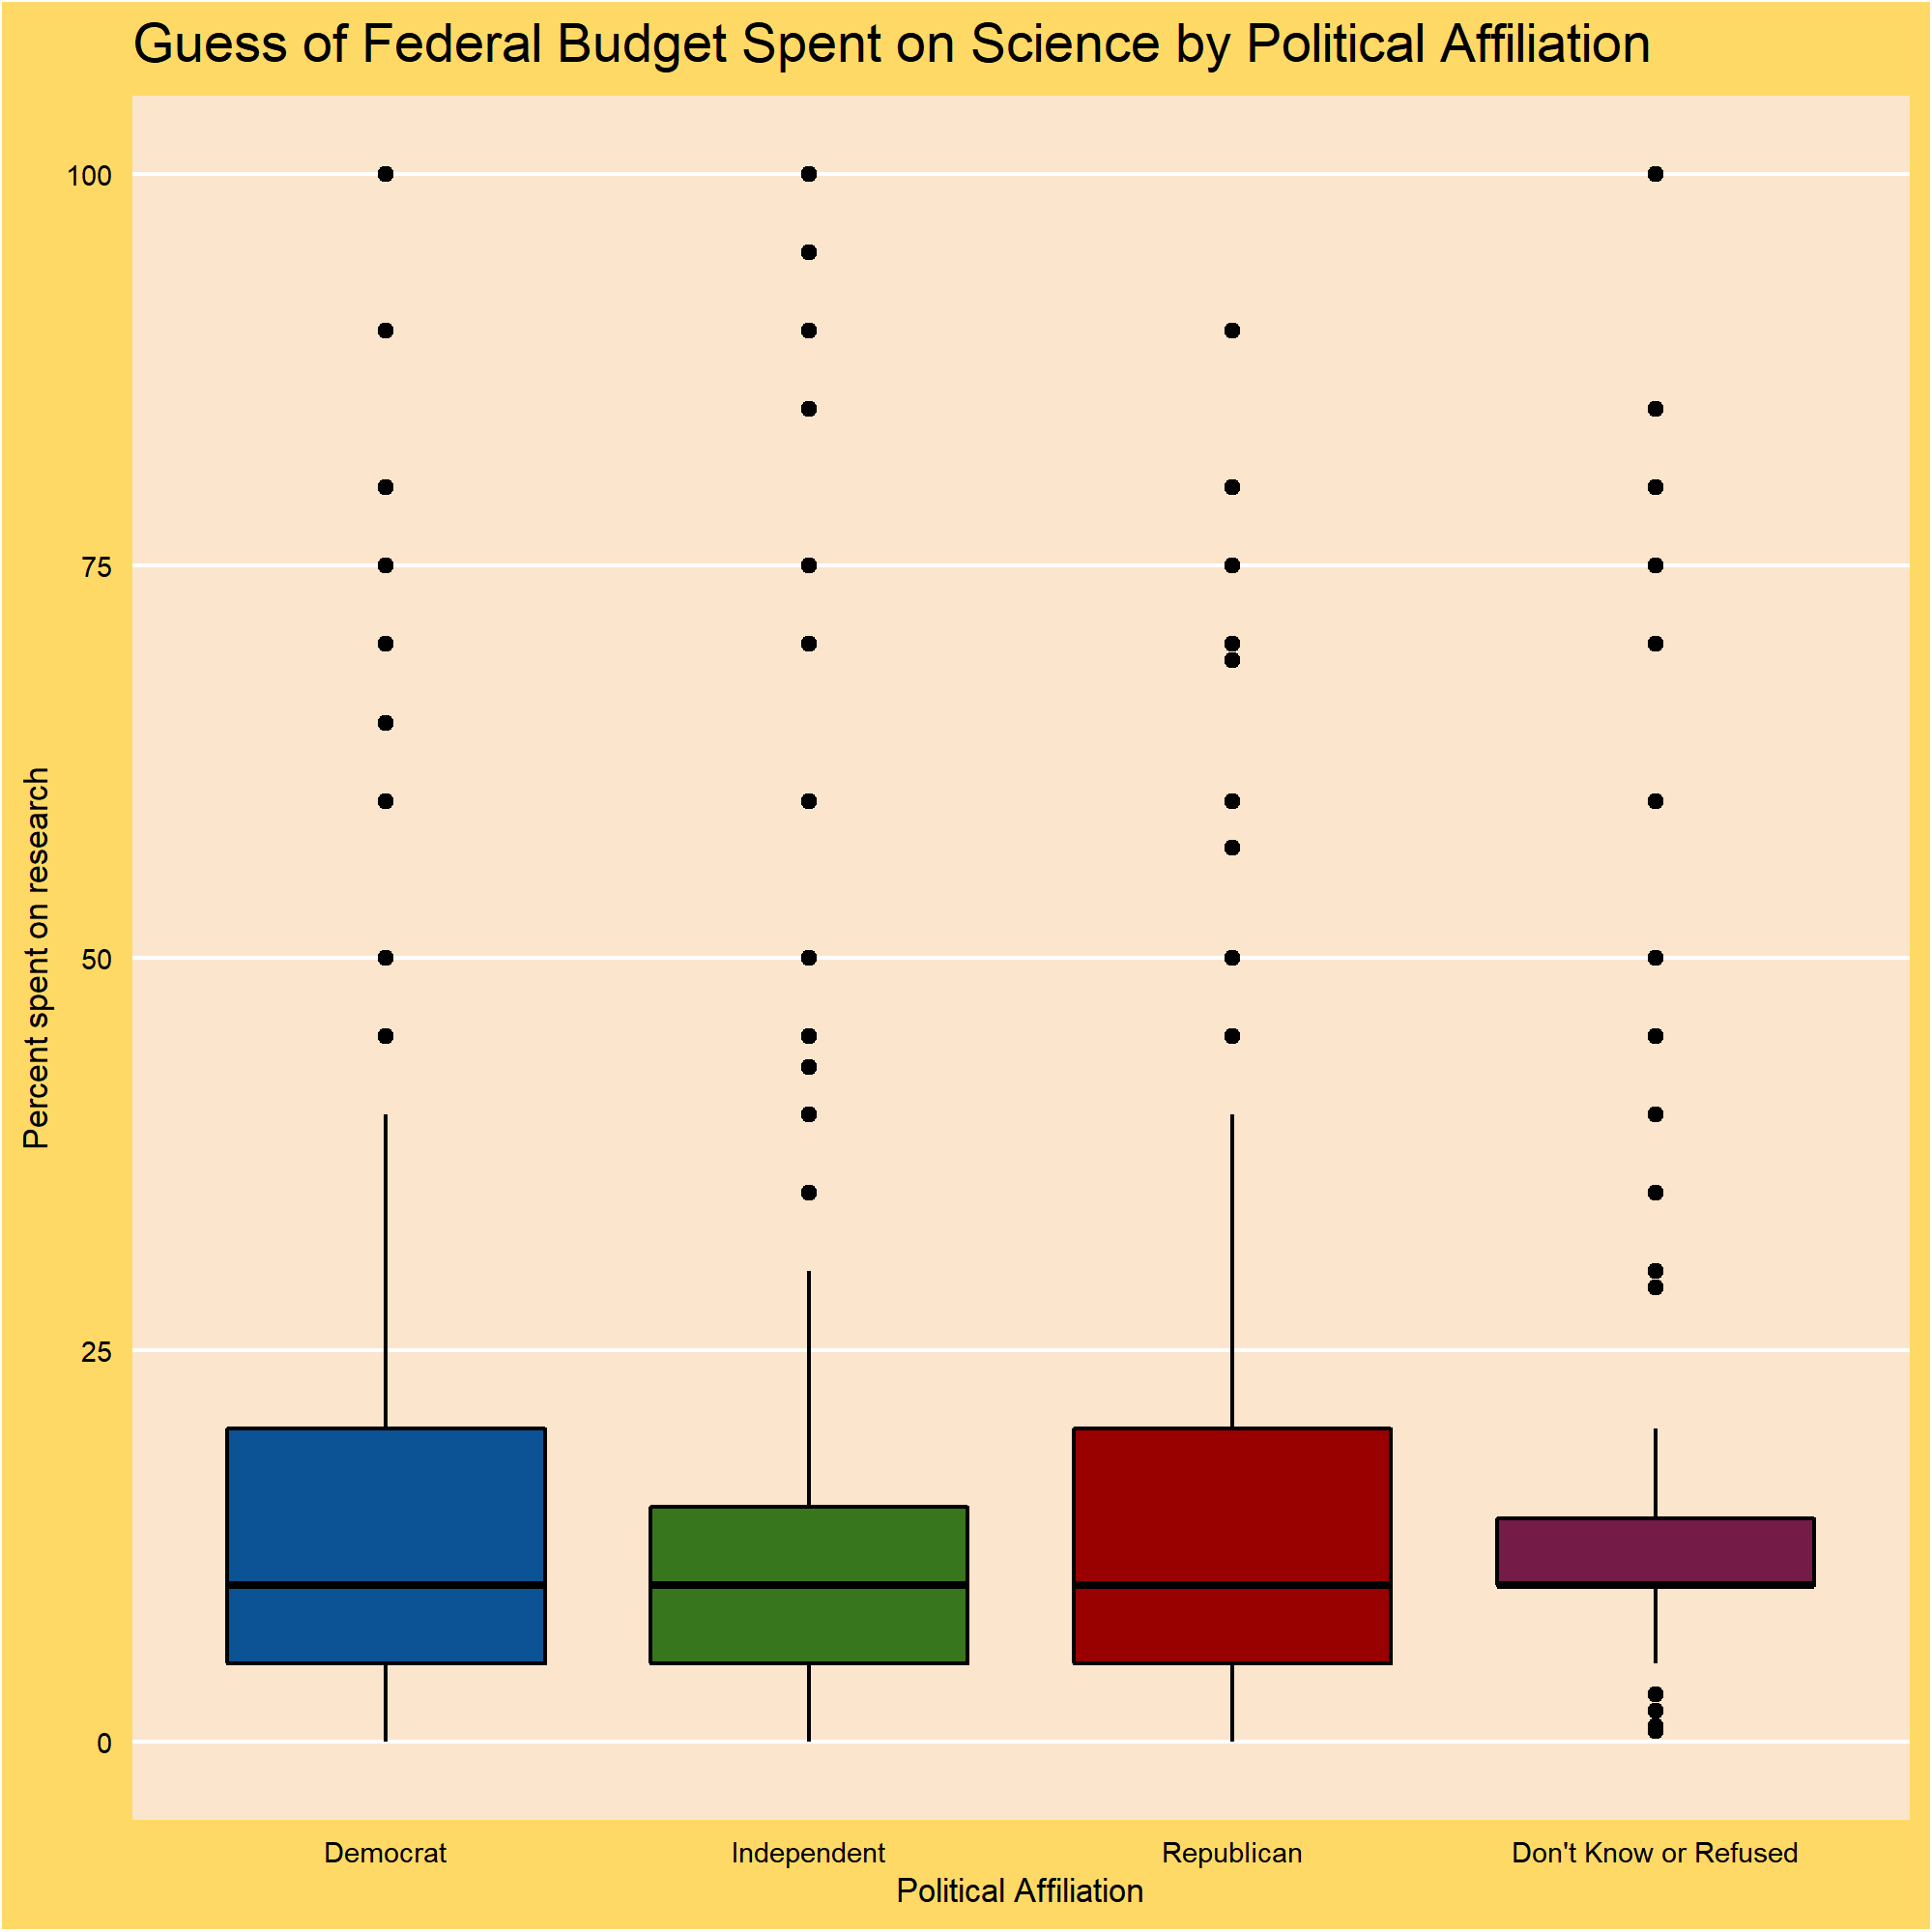 Guess of Federal Budget Spent on Science by Political Affiliation
Percent spent on research
100
75
50
25
0
Democrat
Independent
Republican
Don't Know or Refused
Political Affiliation